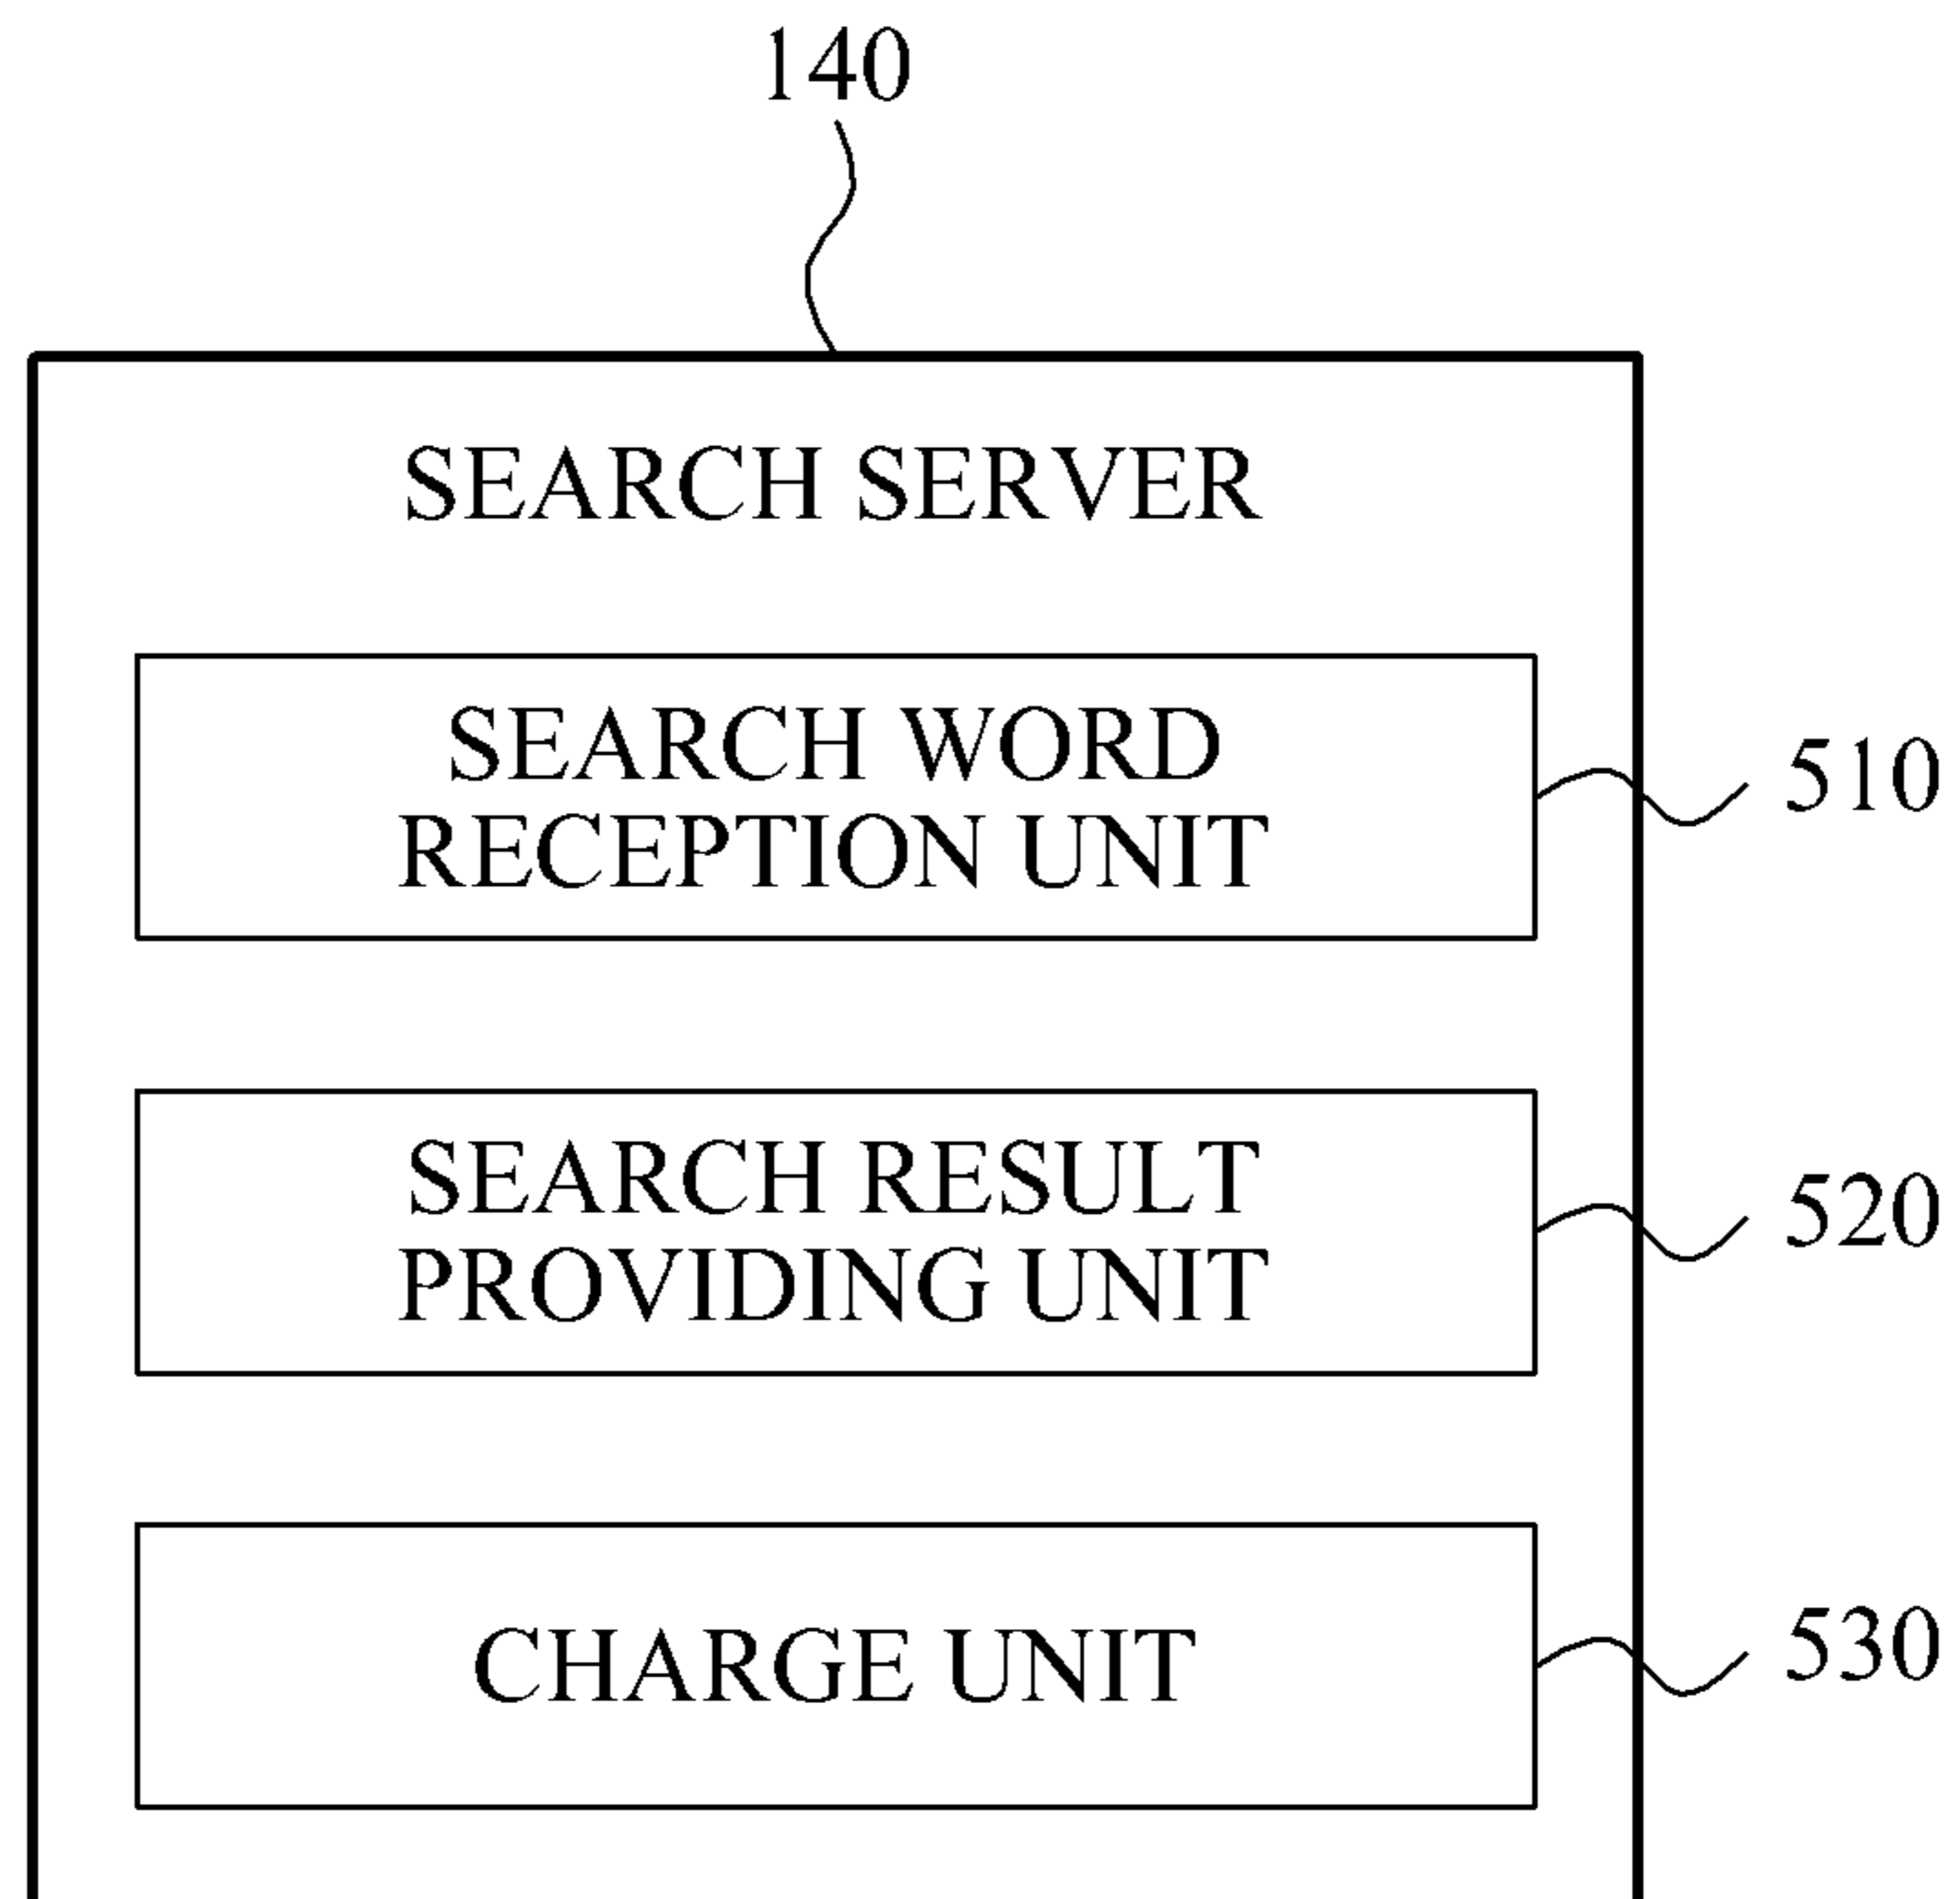 140
SEARCH SERVER
SEARCH WORD
RECEPTION UNIT
510
SEARCH RESULT
PROVIDING UNIT
520
CHARGE UNIT
530